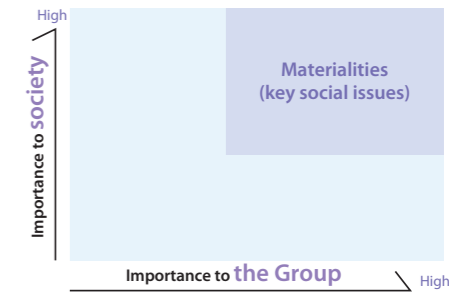 High
Materialities
(key social issues)
Importance to society
Importance to the Group
High